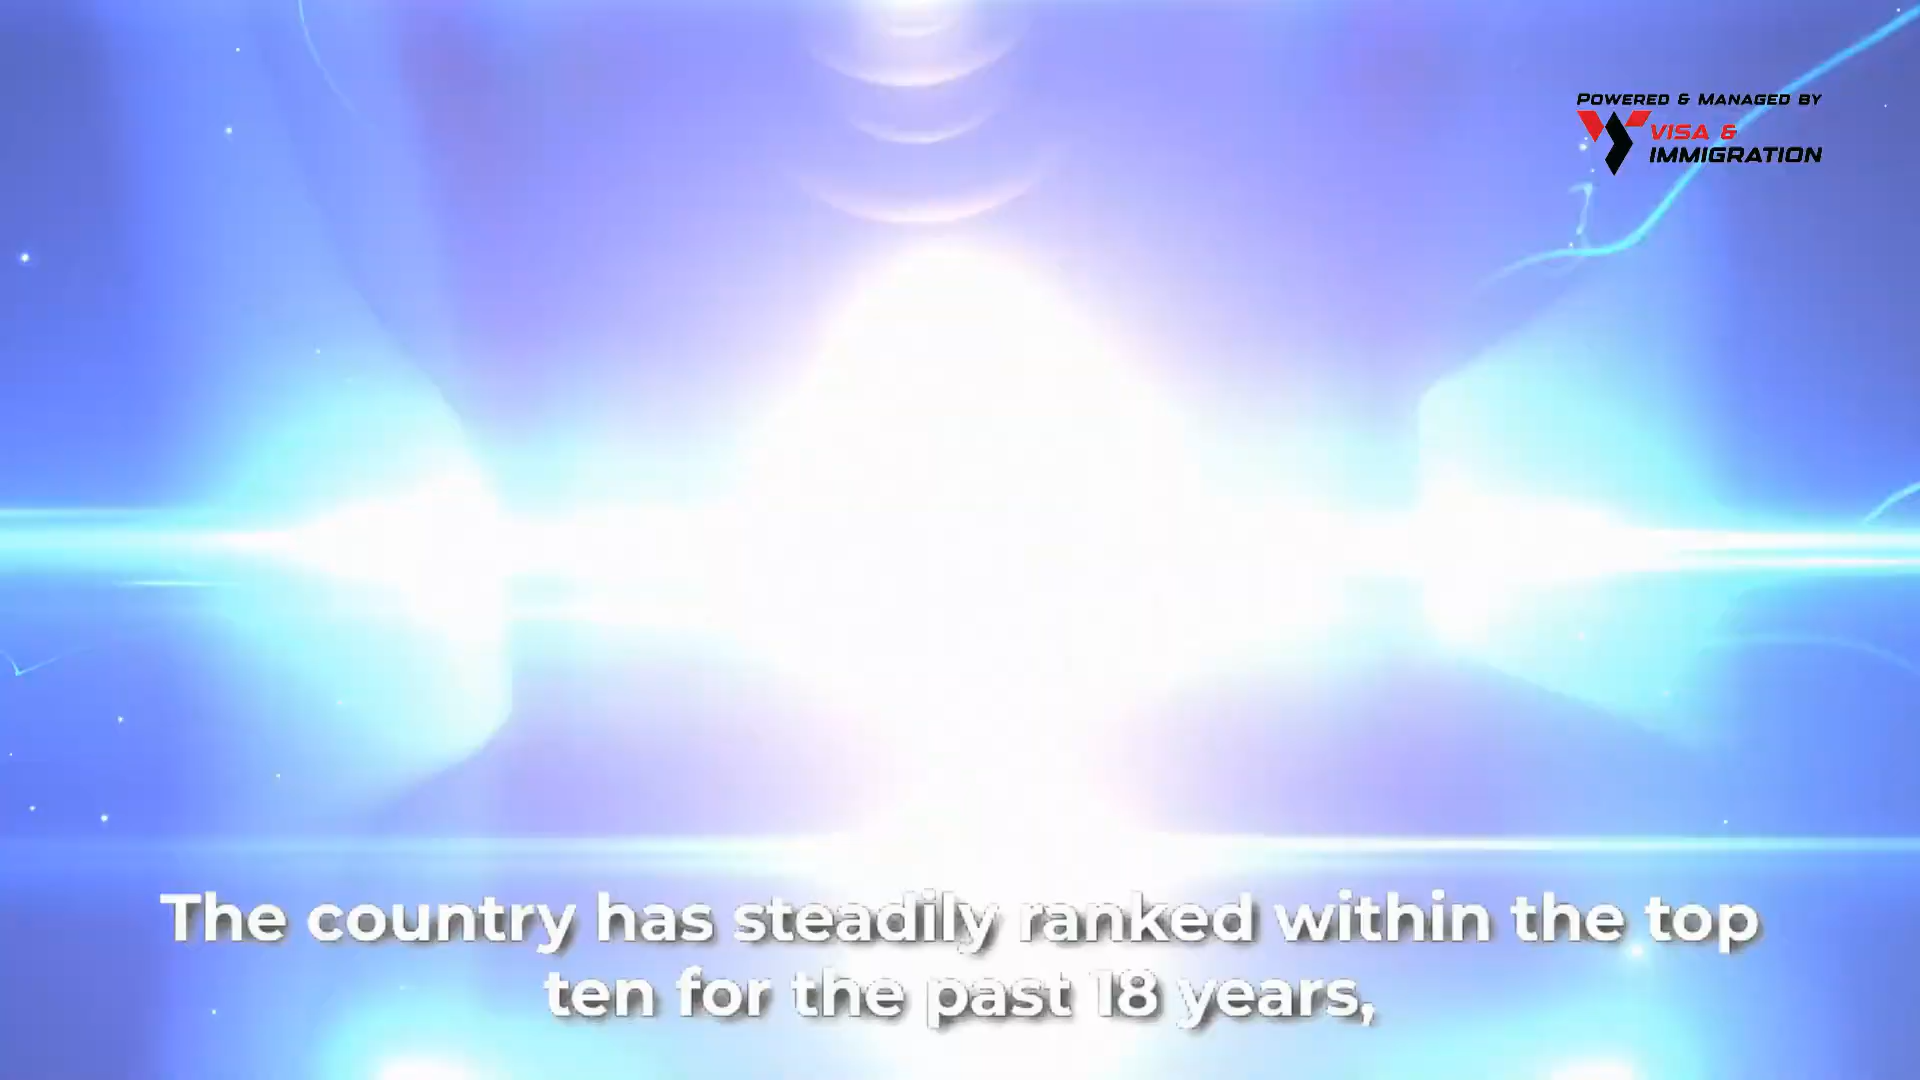 POWERED & MANAGED BY
VISA &
IMMIGRATION
The country has steadily ranked within the top
ten for the past 18 years,